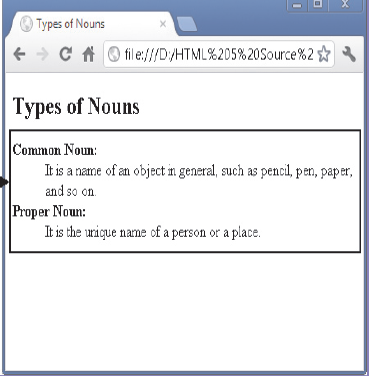 Types of Nouns
file:///D:/HTML%205%20Source%2
Types of Nouns
Common Noun:
It is a name of an object in general, such as pencil, pen, paper,
and so on.
Proper Noun:
It is the unique name of a person or a place.